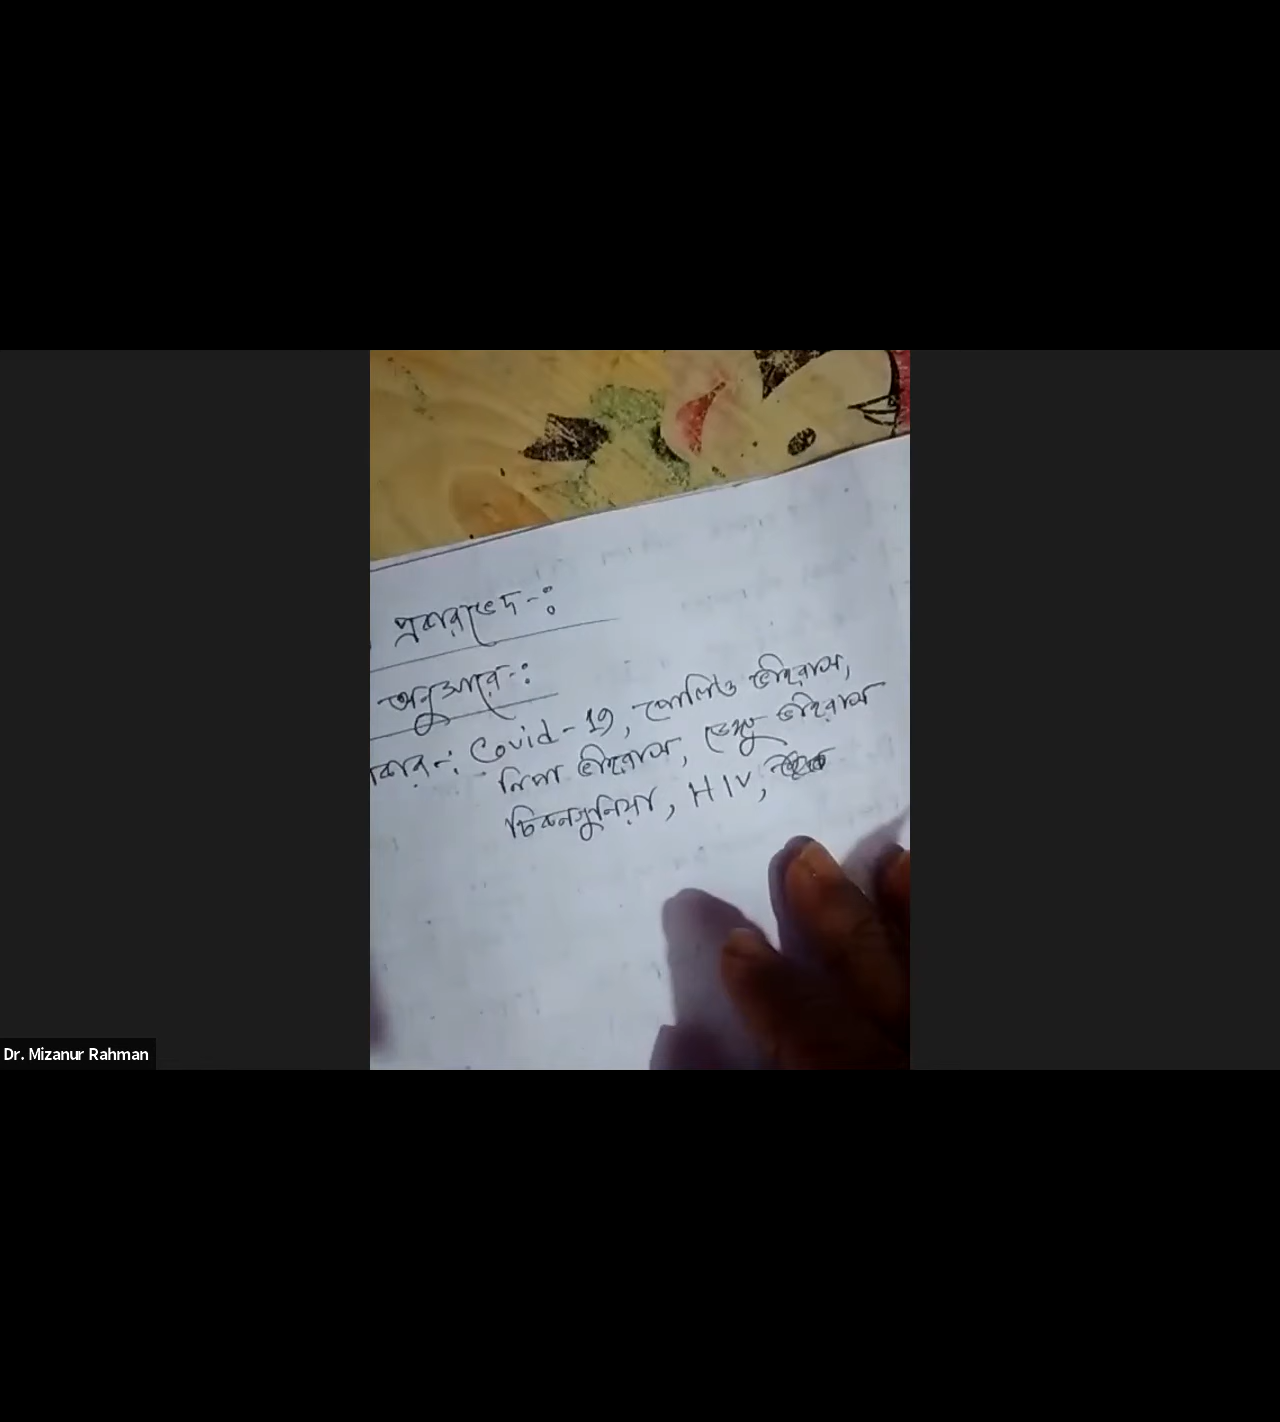 প্রকারভেদ-ঃ
অনুসারে-ঃ
Covid-19, পোলিও ভাইরাস,
নিপা ভাইরাস, ডেঙ্গু ভাইরাস
চিকনগুনিয়া, HIV,
Dr. Mizanur Rahman